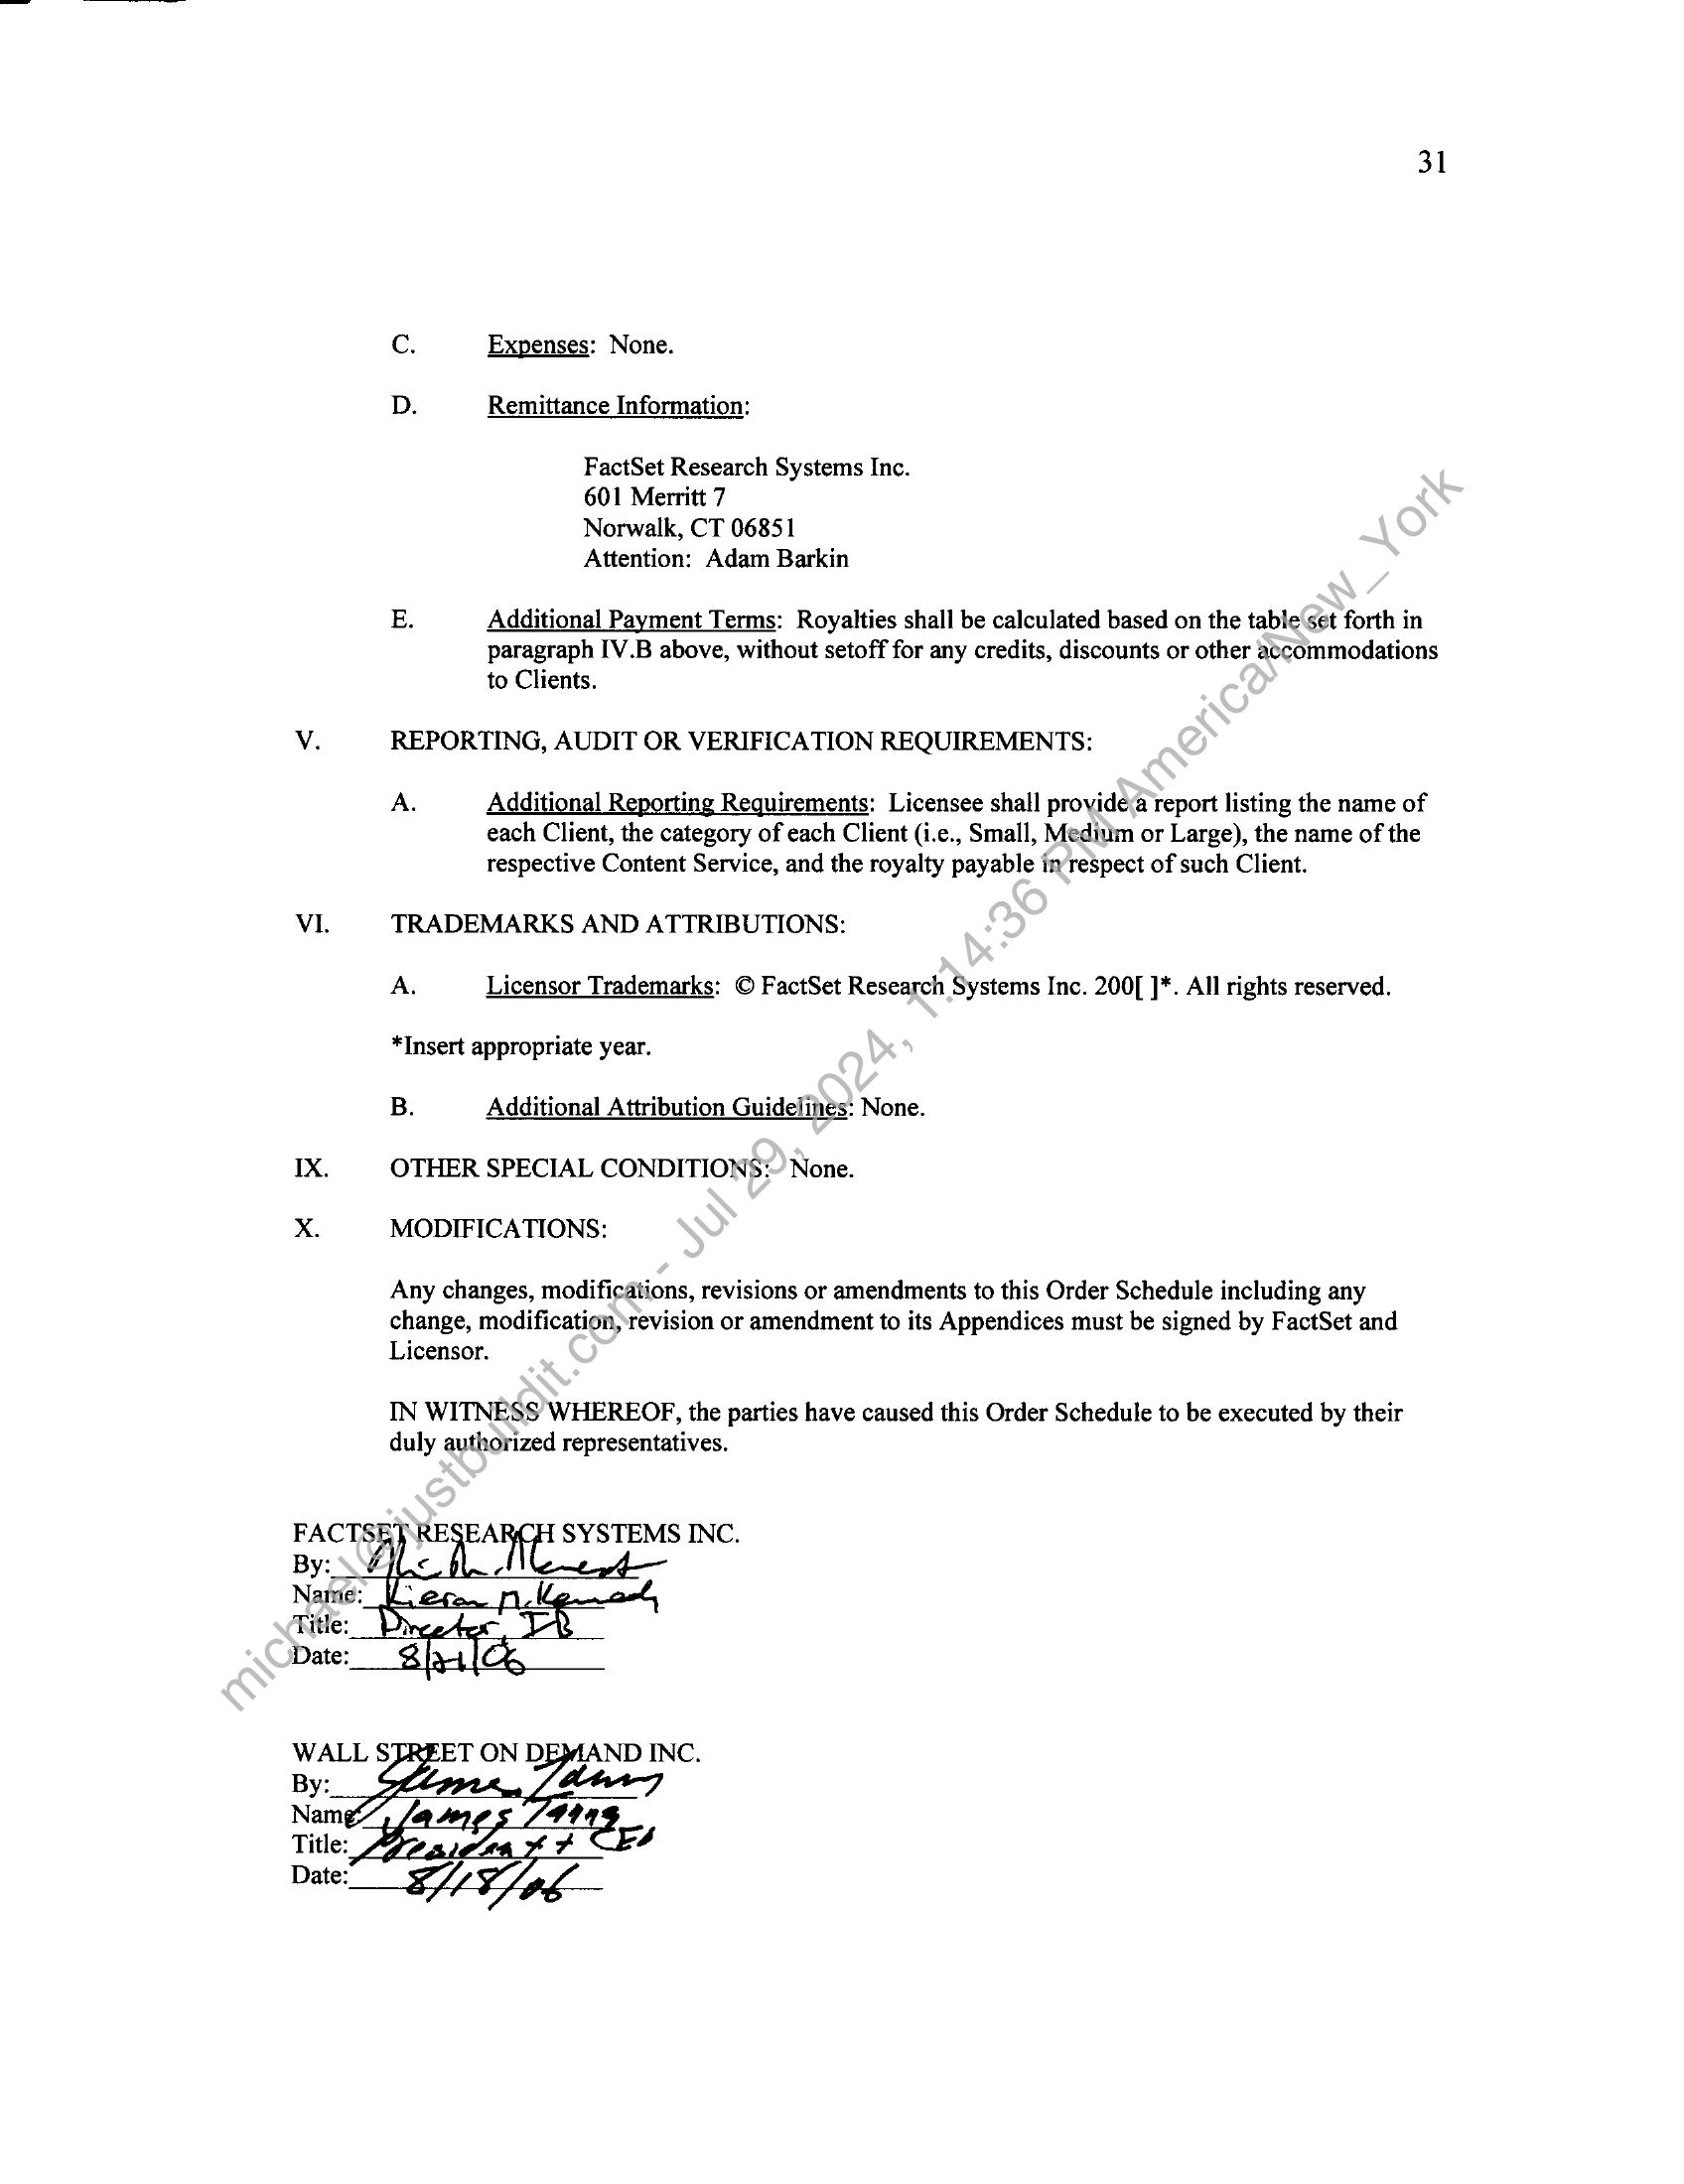 31
C. Expenses: None.
D. Remittance Information:
FactSet Research Systems Inc.
601 Merritt 7
Norwalk, CT 06851
Attention: Adam Barkin
E. Additional Payment Terms: Royalties shall be calculated based on the table set forth in
paragraph IV.B above, without setoff for any credits, discounts or other accommodations
to Clients.
V. REPORTING, AUDIT OR VERIFICATION REQUIREMENTS:
A. Additional Reporting Requirements: Licensee shall provide a report listing the name of
each Client, the category of each Client (i.e., Small, Medium or Large), the name of the
respective Content Service, and the royalty payable in respect of such Client.
VI. TRADEMARKS AND ATTRIBUTIONS:
A. Licensor Trademarks: © FactSet Research Systems Inc. 200[ ]*. All rights reserved.
*Insert appropriate year.
B. Additional Attribution Guidelines: None.
IX. OTHER SPECIAL CONDITIONS: None.
X. MODIFICATIONS:
Any changes, modifications, revisions or amendments to this Order Schedule including any
change, modification, revision or amendment to its Appendices must be signed by FactSet and
Licensor.
IN WITNESS WHEREOF, the parties have caused this Order Schedule to be executed by their
duly authorized representatives.
FACTSET RESEARCH SYSTEMS INC.
By:
Name: Kieran M. Kennedy
Title: Director, IB
Date: 8/21/06
WALL STREET ON DEMAND INC.
By:
Name: James Tanng
Title: President + CEO
Date: 8/18/06
michael@justbuildit.com - Jul 29, 2024, 1:14:36 PM America/New_York